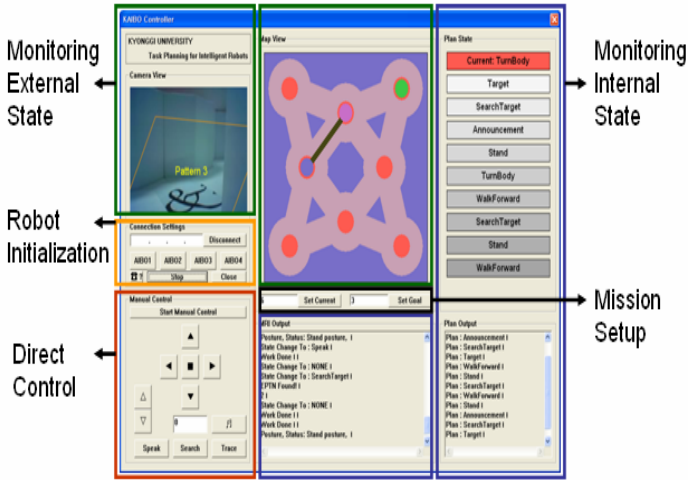 Monitoring
External
State
Robot
Initialization
Direct
Control
KAIBO Controller
KYONGGI UNIVERSITY
Task Planning for Intelligent Robots
Camera View
Pattern 3
Connection Settings
. . . Disconnect
AIBO1 AIBO2 AIBO3 AIBO4
Stop Close
Manual Control
Start Manual Control
0
Speak Search Trace
Map View
Set Current 3 Set Goal
MRI Output
Posture, Status: Stand posture,
State Change To : Speak
Work Done
State Change To : NONE
State Change To : SearchTarget
CPTN Found!
2
State Change To : NONE
Work Done
Work Done
Posture, Status: Stand posture,
Plan State
Current: TurnBody
Target
SearchTarget
Announcement
Stand
TurnBody
WalkForward
SearchTarget
Stand
WalkForward
Plan Output
Plan : Announcement
Plan : SearchTarget
Plan : Target
Plan : WalkForward
Plan : Stand
Plan : SearchTarget
Plan : WalkForward
Plan : Stand
Plan : Announcement
Plan : SearchTarget
Plan : Target
Monitoring
Internal
State
Mission
Setup